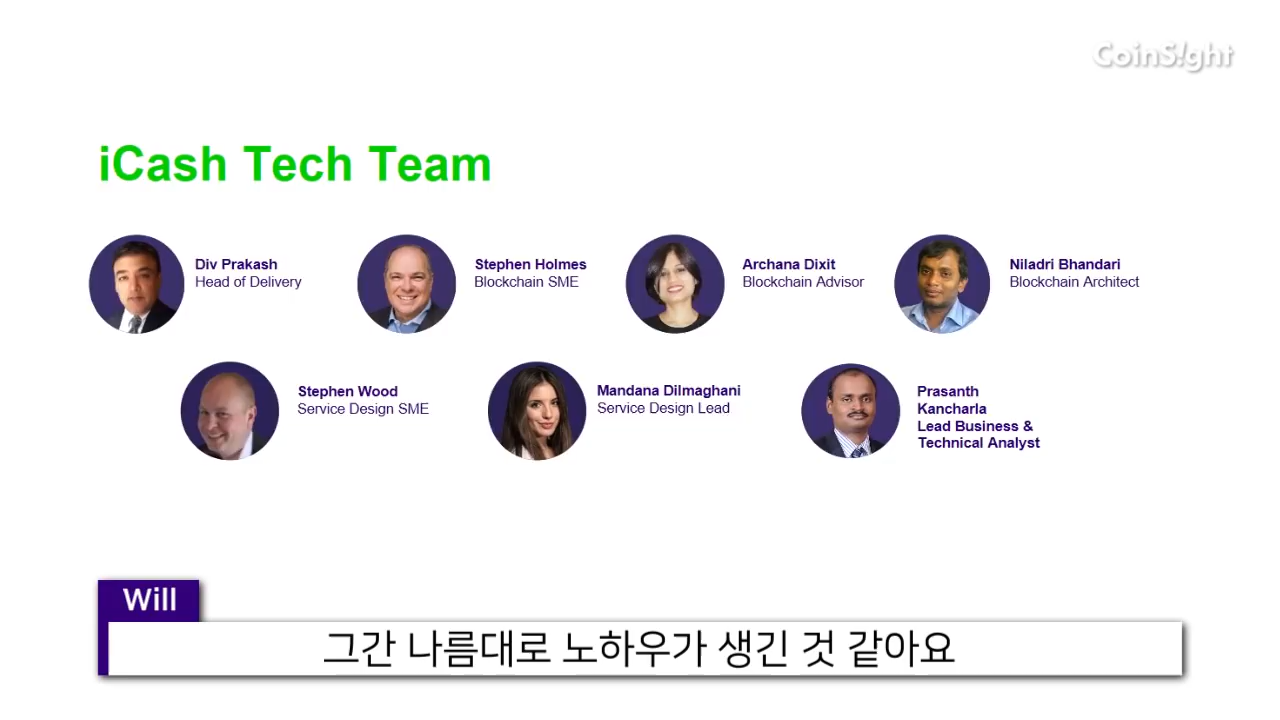 CoinS!ght
iCash Tech Team
Div Prakash
Head of Delivery
Stephen Holmes
Blockchain SME
Archana Dixit
Blockchain Advisor
Niladri Bhandari
Blockchain Architect
Stephen Wood
Service Design SME
Mandana Dilmaghani
Service Design Lead
Prasanth
Kancharla
Lead Business &
Technical Analyst
Will
그간 나름대로 노하우가 생긴 것 같아요